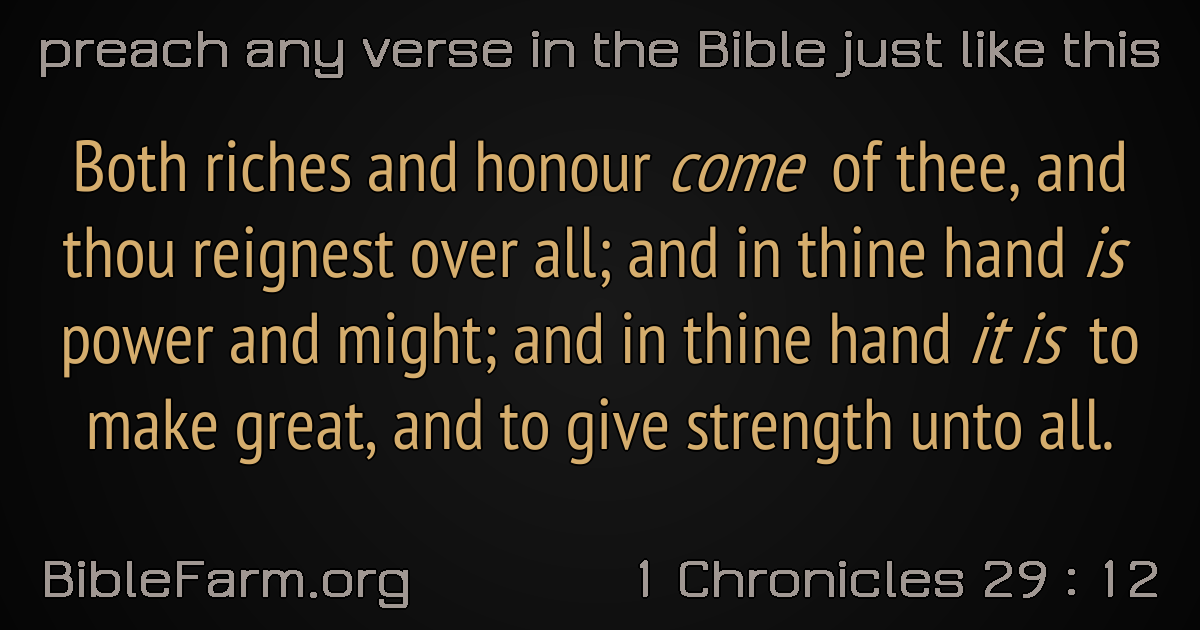 preach any verse in the Bible just like this
Both riches and honour come of thee, and
thou reignest over all; and in thine hand is
power and might; and in thine hand it is to
make great, and to give strength unto all.
BibleFarm.org
1 Chronicles 29 : 12